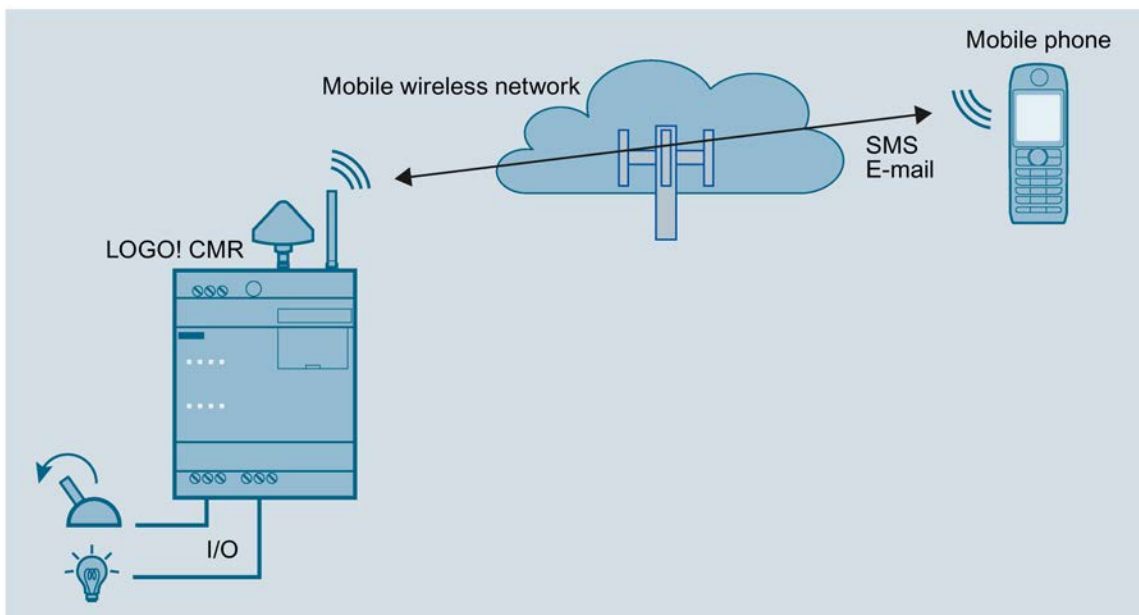 Mobile phone
Mobile wireless network
SMS
E-mail
LOGO! CMR
I/O